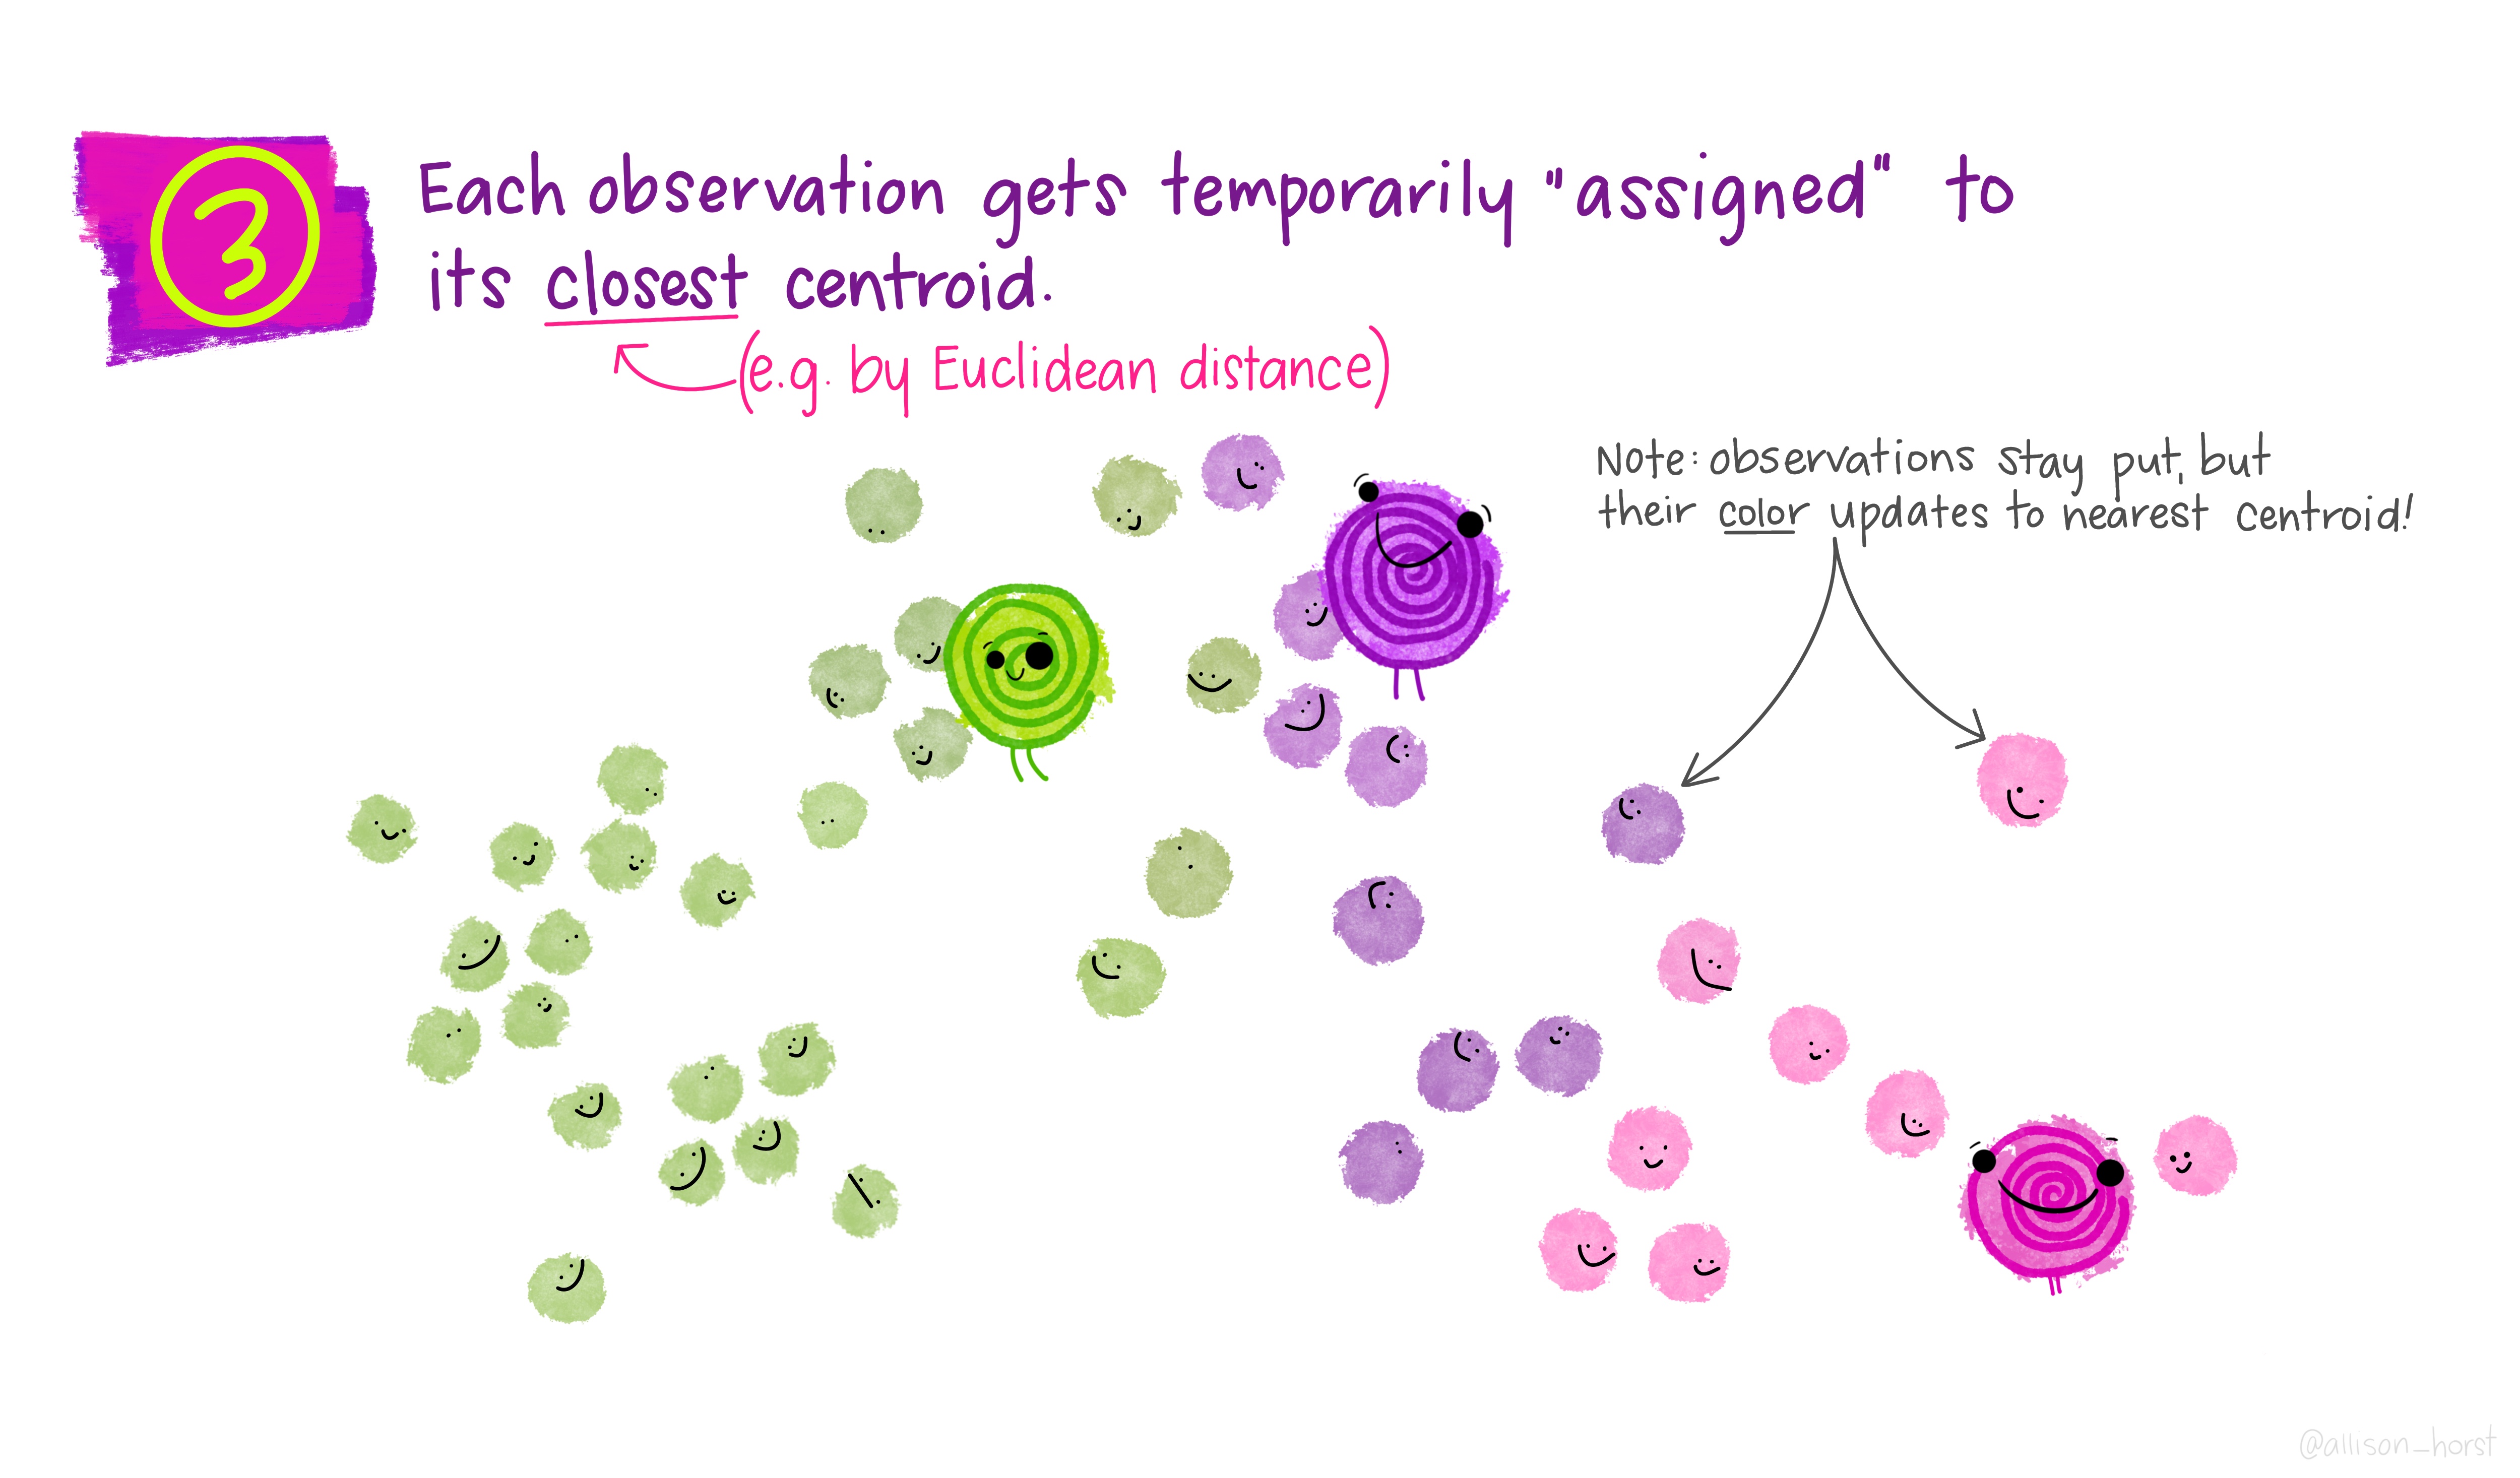 3
Each observation gets temporarily "assigned" to
its closest centroid.
(e.g. by Euclidean distance)
Note: observations stay put, but
their color updates to nearest centroid!
@allison_horst